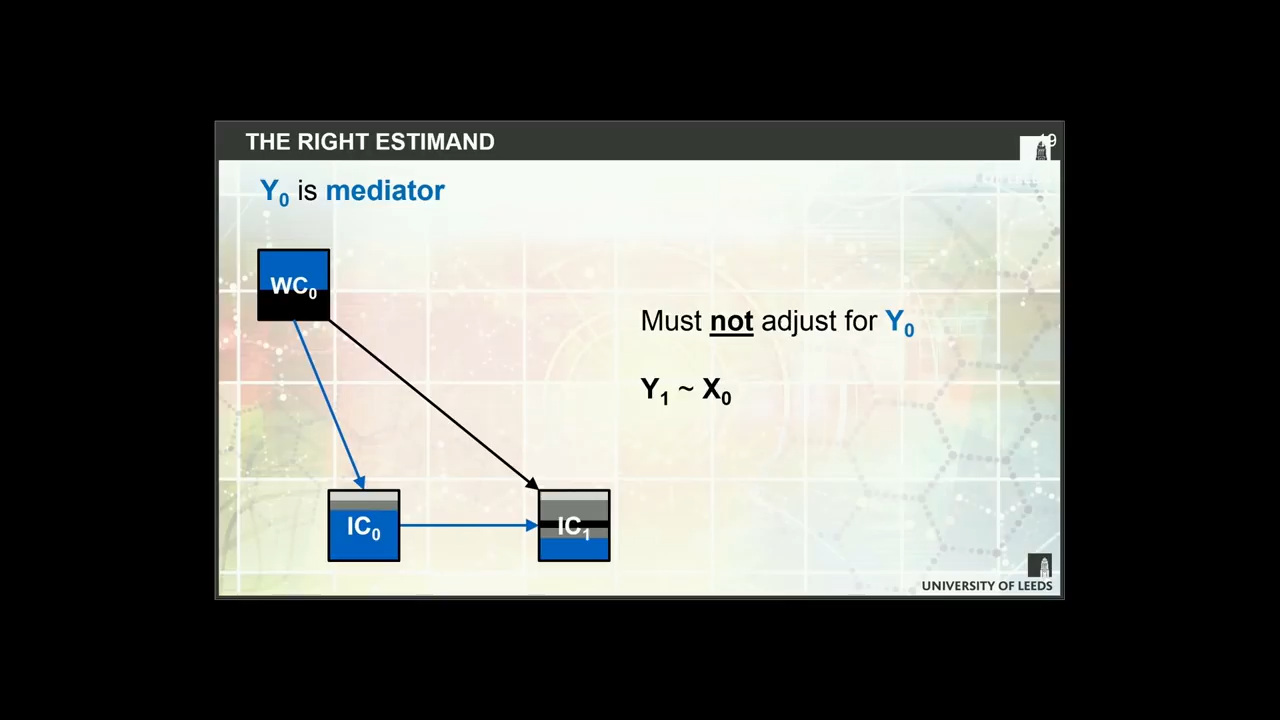 THE RIGHT ESTIMAND
Y₀ is mediator
WC₀
Must not adjust for Y₀
Y₁ ~ X₀
IC₀
IC₁
UNIVERSITY OF LEEDS